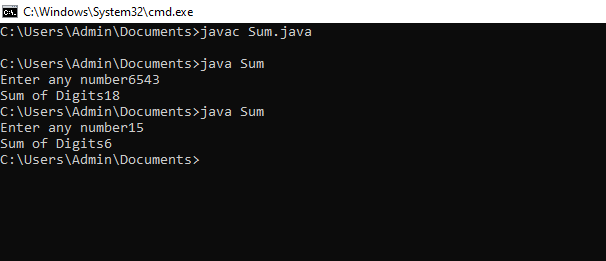 C:\Windows\System32\cmd.exe
C:\Users\Admin\Documents>javac Sum.java
C:\Users\Admin\Documents>java Sum
Enter any number6543
Sum of Digits18
C:\Users\Admin\Documents>java Sum
Enter any number15
Sum of Digits6
C:\Users\Admin\Documents>